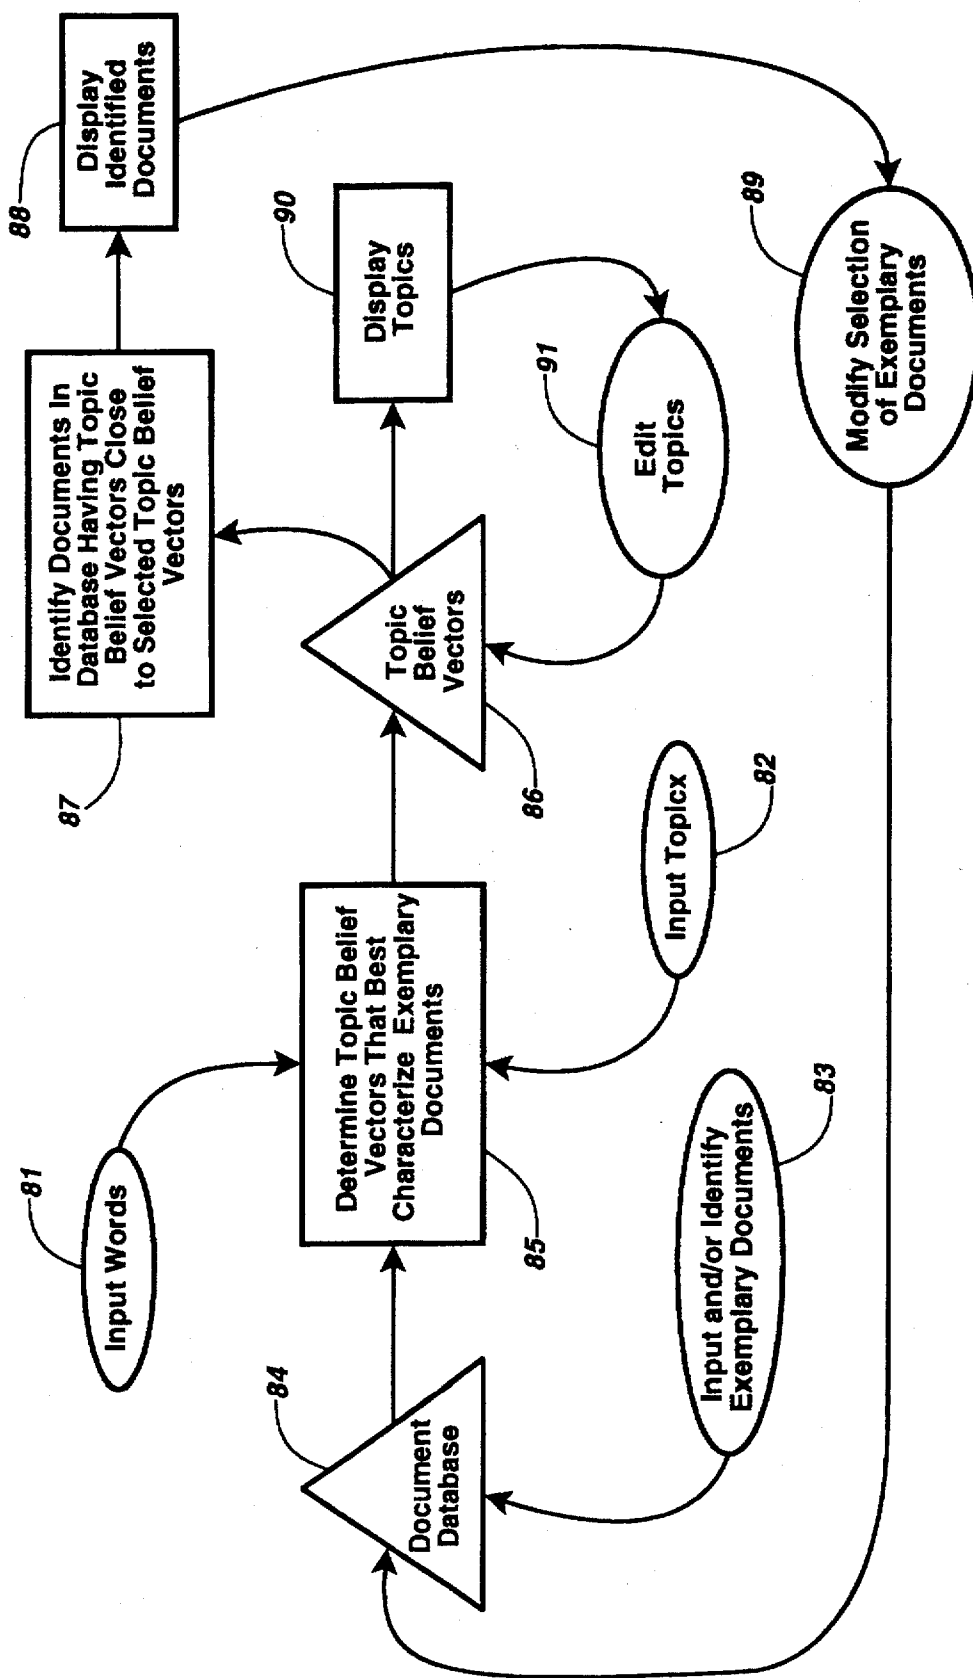 81
Input Words
84
Document
Database
Determine Topic Belief
Vectors That Best
Characterize Exemplary
Documents
85
Input and/or Identify
Exemplary Documents
83
Input Topicx
82
87
Identify Documents In
Database Having Topic
Belief Vectors Close
to Selected Topic Belief
Vectors
88
Display
Identified
Documents
Topic
Belief
Vectors
86
90
Display
Topics
91
Edit
Topics
89
Modify Selection
of Exemplary
Documents